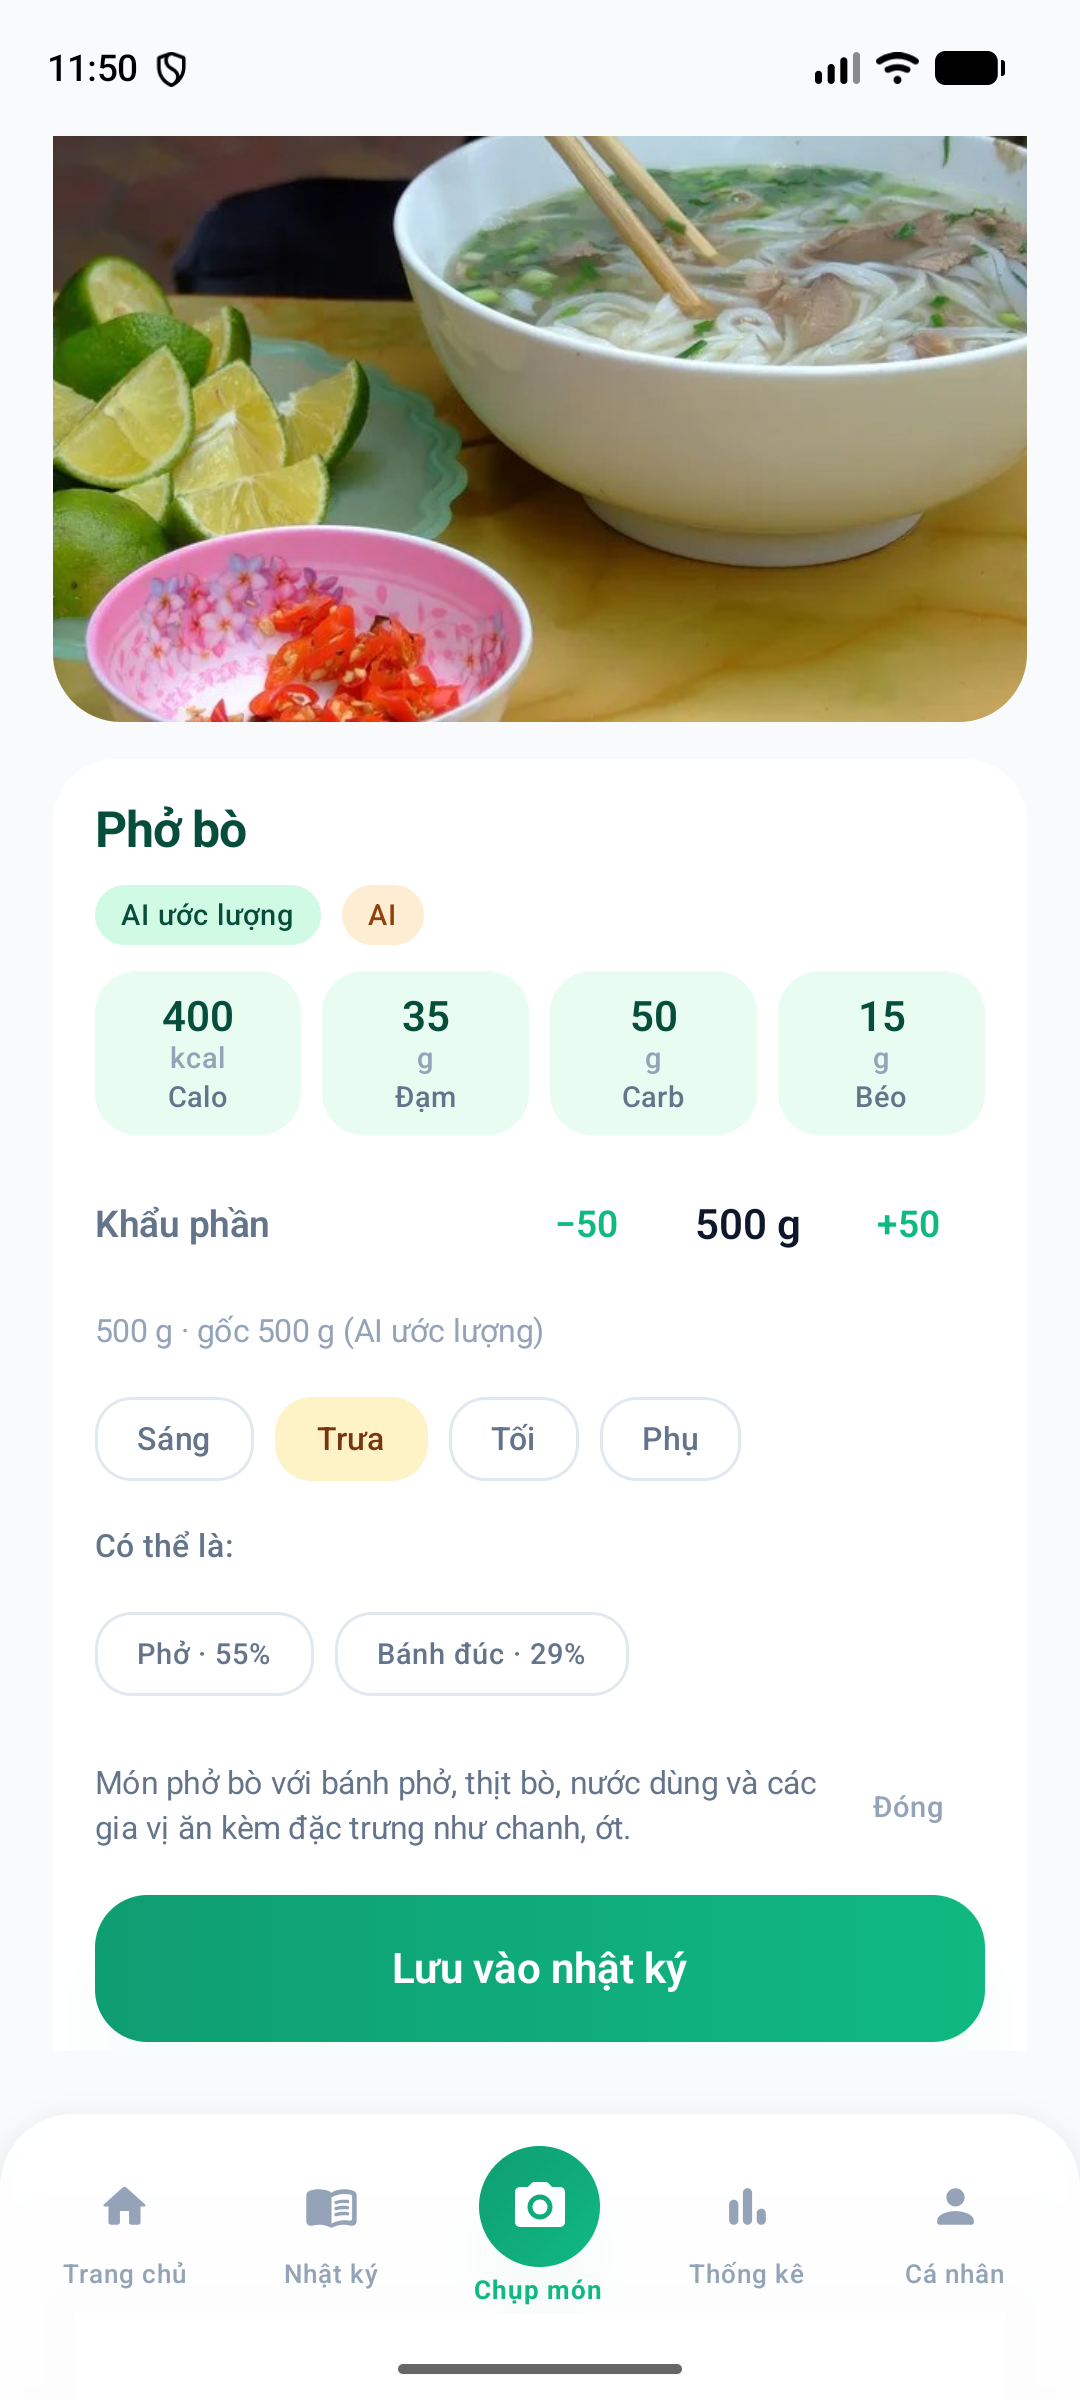 11:50
Phở bò
AI ước lượng AI
400 35 50 15
kcal g g g
Calo Đạm Carb Béo
Khẩu phần −50 500 g +50
500 g · gốc 500 g (AI ước lượng)
Sáng Trưa Tối Phụ
Có thể là:
Phở · 55% Bánh đúc · 29%
Món phở bò với bánh phở, thịt bò, nước dùng và các
gia vị ăn kèm đặc trưng như chanh, ớt.
Đóng
Lưu vào nhật ký
Trang chủ Nhật ký Chụp món Thống kê Cá nhân